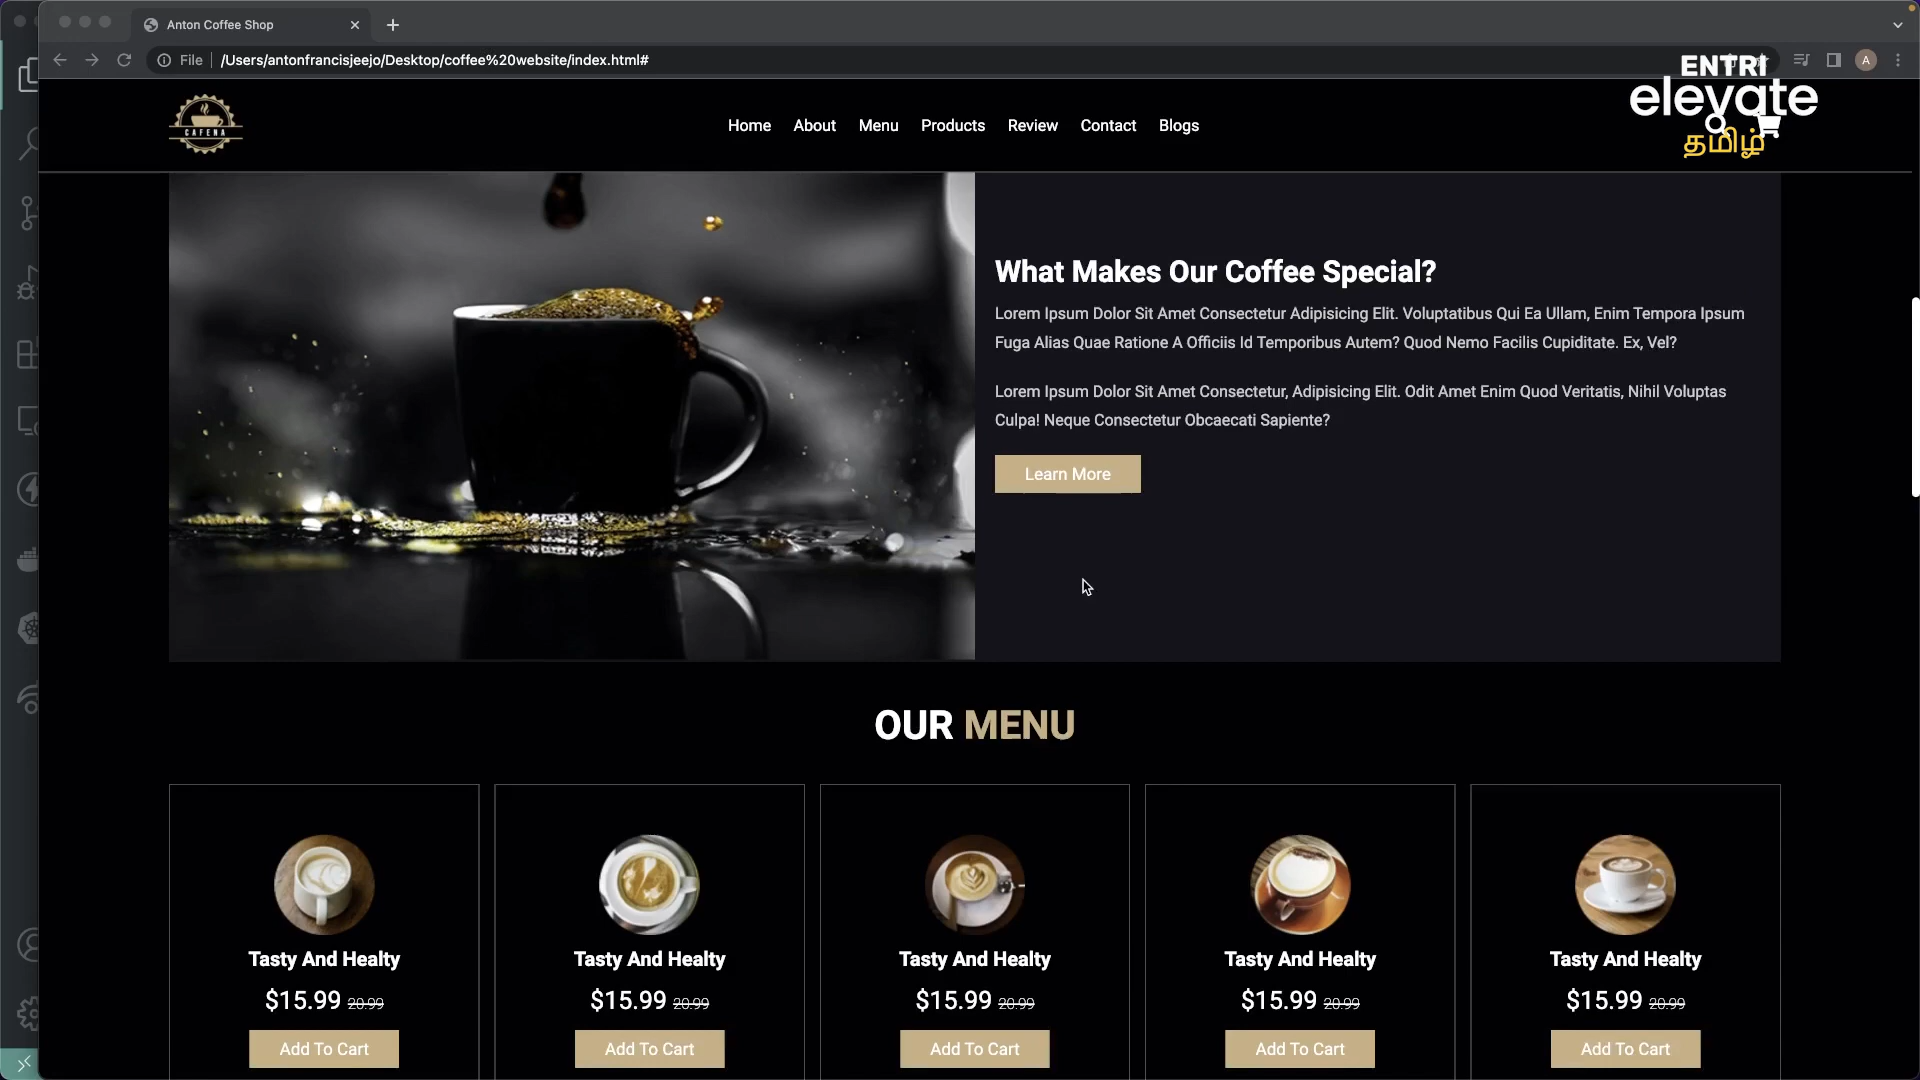 Anton Coffee Shop
File /Users/antonfrancisjeejo/Desktop/coffee%20website/index.html#
A
ENTRI
elevate
தமிழ்
CAFENA
Home About Menu Products Review Contact Blogs
What Makes Our Coffee Special?
Lorem Ipsum Dolor Sit Amet Consectetur Adipisicing Elit. Voluptatibus Qui Ea Ullam, Enim Tempora Ipsum
Fuga Alias Quae Ratione A Officiis Id Temporibus Autem? Quod Nemo Facilis Cupiditate. Ex, Vel?
Lorem Ipsum Dolor Sit Amet Consectetur, Adipisicing Elit. Odit Amet Enim Quod Veritatis, Nihil Voluptas
Culpa! Neque Consectetur Obcaecati Sapiente?
Learn More
OUR MENU
Tasty And Healty Tasty And Healty Tasty And Healty Tasty And Healty Tasty And Healty
$15.99 20.99 $15.99 20.99 $15.99 20.99 $15.99 20.99 $15.99 20.99
Add To Cart Add To Cart Add To Cart Add To Cart Add To Cart